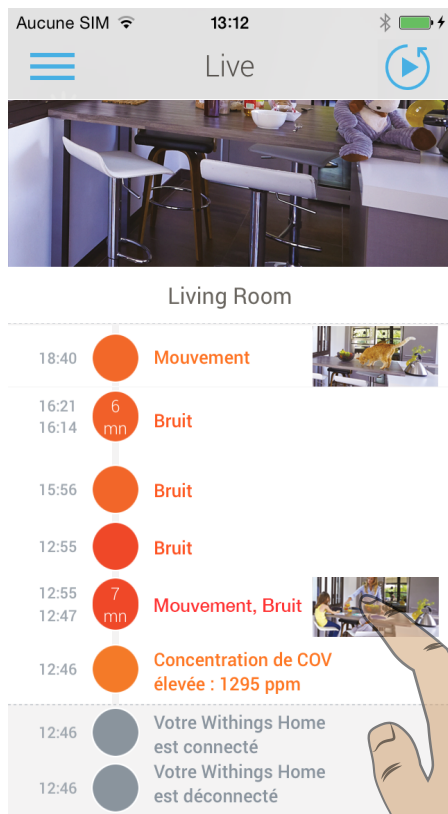 Aucune SIM 13:12
Live
Living Room
18:40 Mouvement
16:21 6
16:14 mn Bruit
15:56 Bruit
12:55 Bruit
12:55 7
12:47 mn Mouvement, Bruit
12:46 Concentration de COV
élevée : 1295 ppm
12:46 Votre Withings Home
est connecté
12:46 Votre Withings Home
est déconnecté